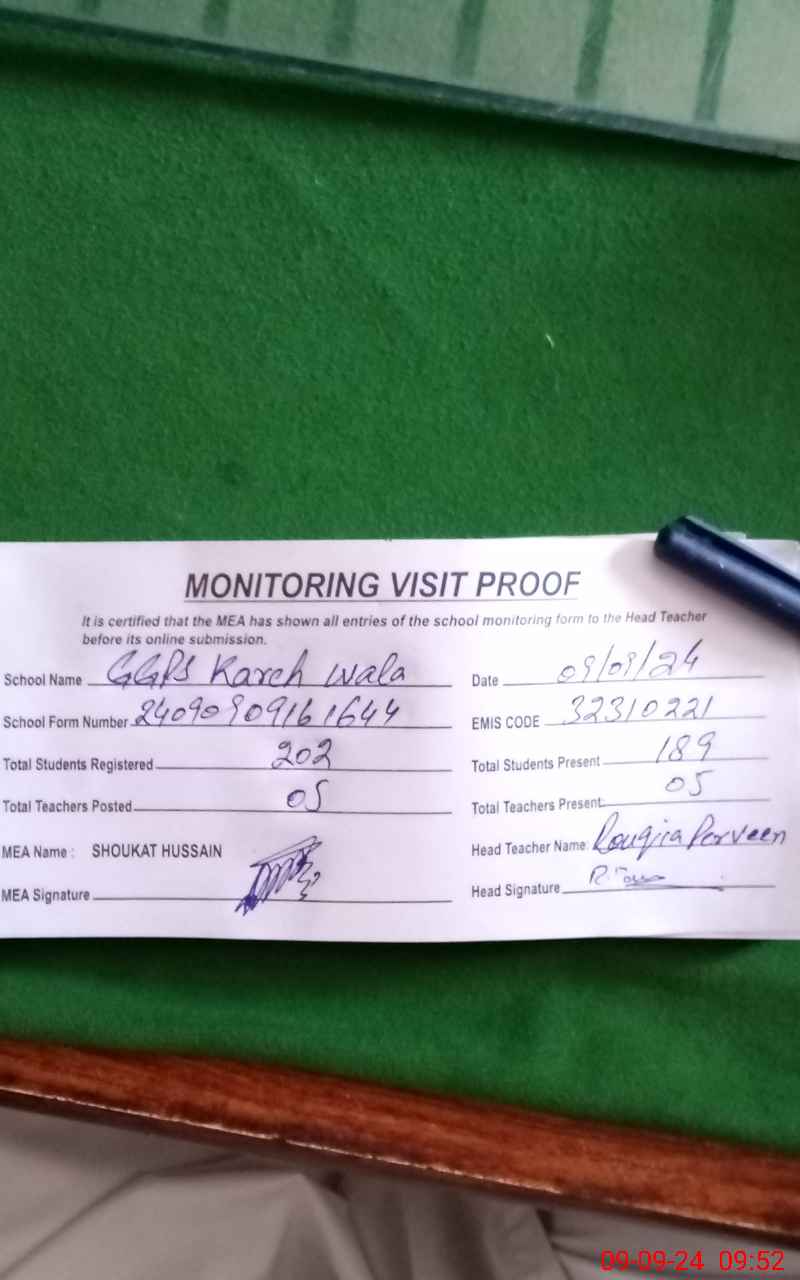 MONITORING VISIT PROOF
It is certified that the MEA has shown all entries of the school monitoring form to the Head Teacher
before its online submission.
School Name GGPS Kareh Wala Date 09/09/24
School Form Number 24090909161644 EMIS CODE 32310221
Total Students Registered 202 Total Students Present 189
Total Teachers Posted 05 Total Teachers Present: 05
MEA Name : SHOUKAT HUSSAIN Head Teacher Name: Parveen
MEA Signature Head Signature
09-09-24 09:52